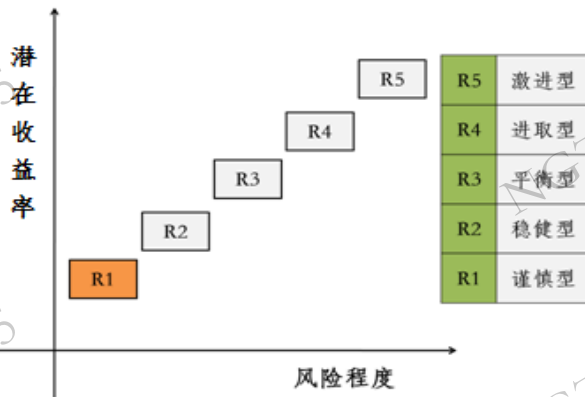 潜在收益率
R5
R4
R3
R2
R1
风险程度
R5 激进型
R4 进取型
R3 平衡型
R2 稳健型
R1 谨慎型